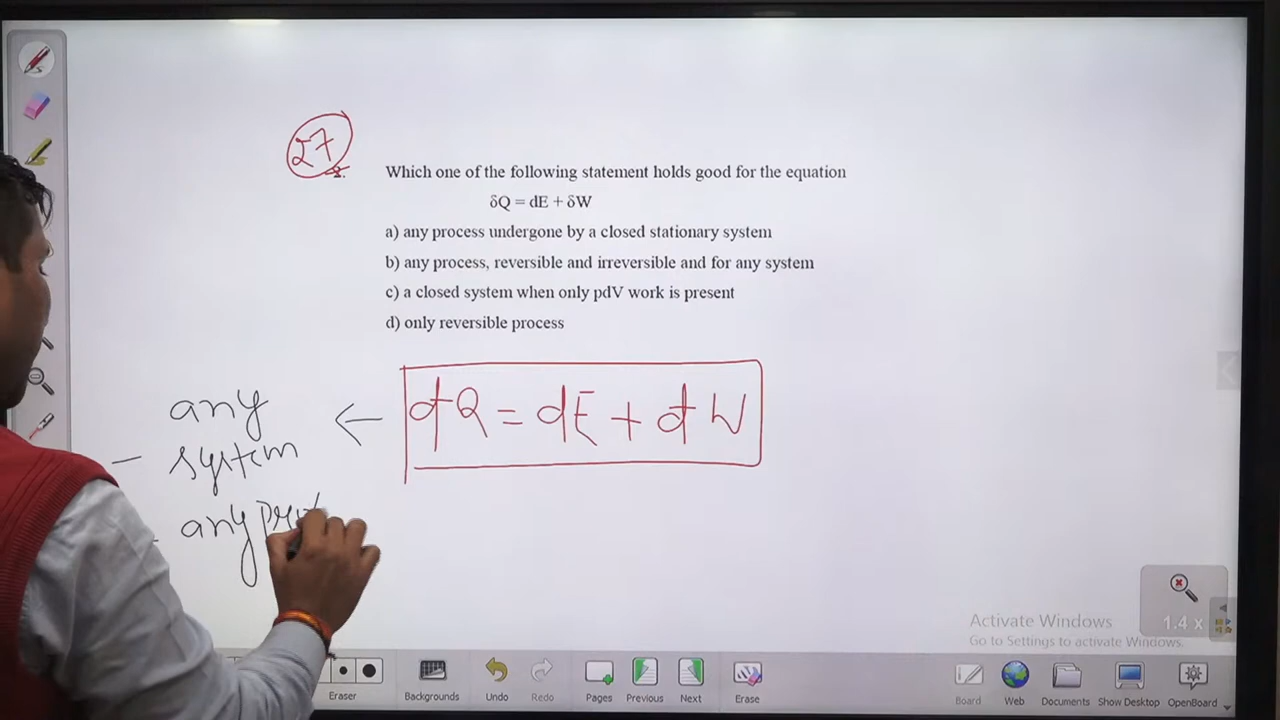 27
Which one of the following statement holds good for the equation
δQ = dE + δW
a) any process undergone by a closed stationary system
b) any process, reversible and irreversible and for any system
c) a closed system when only pdV work is present
d) only reversible process
đQ = dE + đW
any ←
– system
any
Activate Windows
Go to Settings to activate Windows.
1.4 x
Eraser
Backgrounds
Undo
Redo
Pages
Previous
Next
Erase
Board
Web
Documents
Show Desktop
OpenBoard